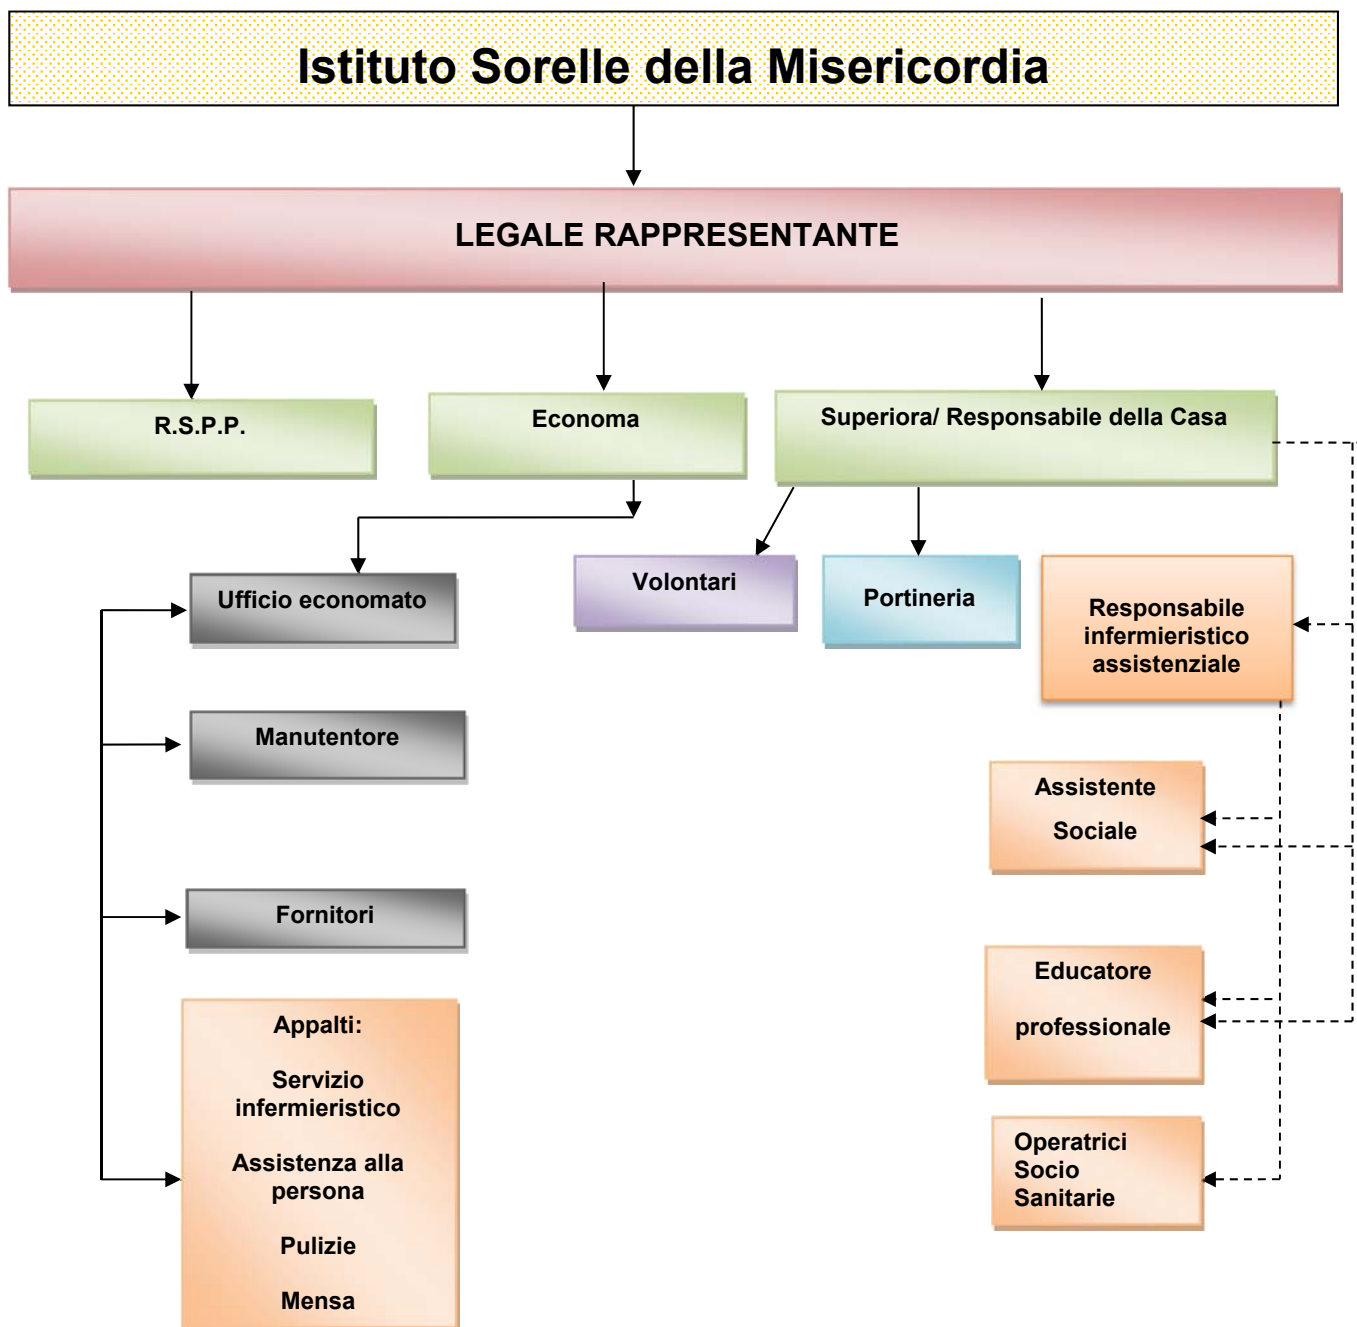 Istituto Sorelle della Misericordia
LEGALE RAPPRESENTANTE
R.S.P.P.
Economa
Superiora/ Responsabile della Casa
Ufficio economato
Volontari
Portineria
Responsabile
infermieristico
assistenziale
Manutentore
Assistente
Sociale
Fornitori
Educatore
professionale
Appalti:
Servizio
infermieristico
Assistenza alla
persona
Pulizie
Mensa
Operatrici
Socio
Sanitarie